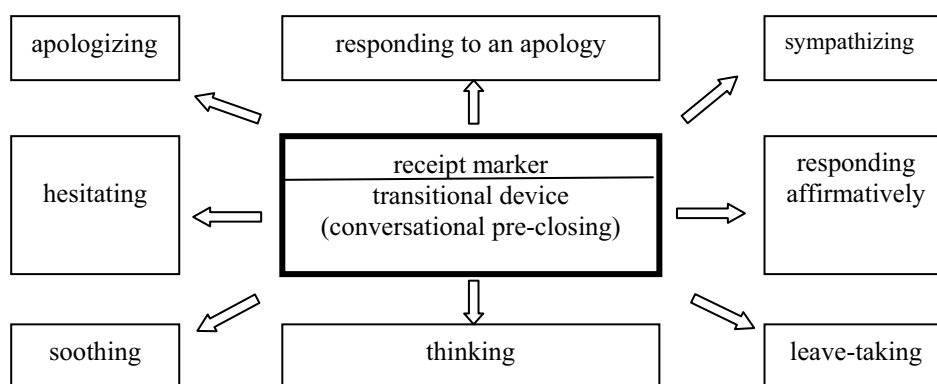 apologizing
responding to an apology
sympathizing
hesitating
receipt marker
transitional device
(conversational pre-closing)
responding
affirmatively
soothing
thinking
leave-taking